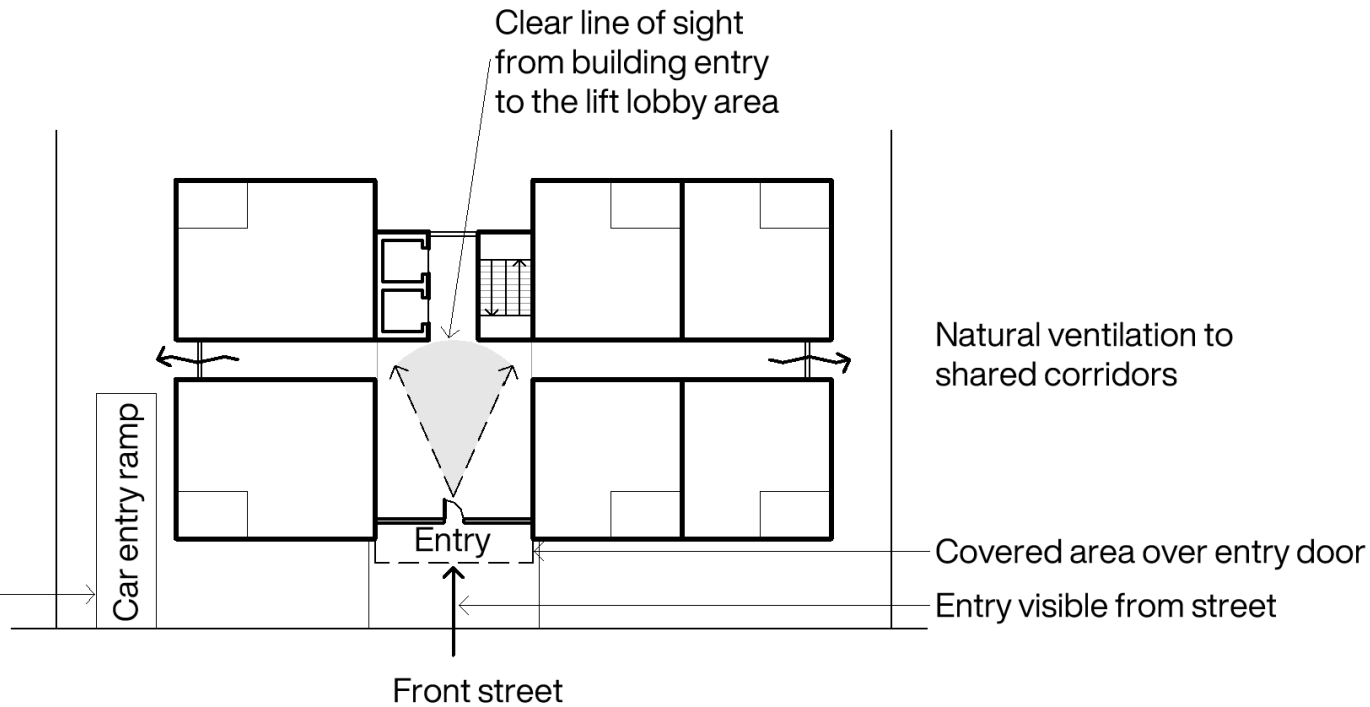 Clear line of sight
from building entry
to the lift lobby area
Natural ventilation to
shared corridors
Car entry ramp
Entry
Covered area over entry door
Entry visible from street
Front street